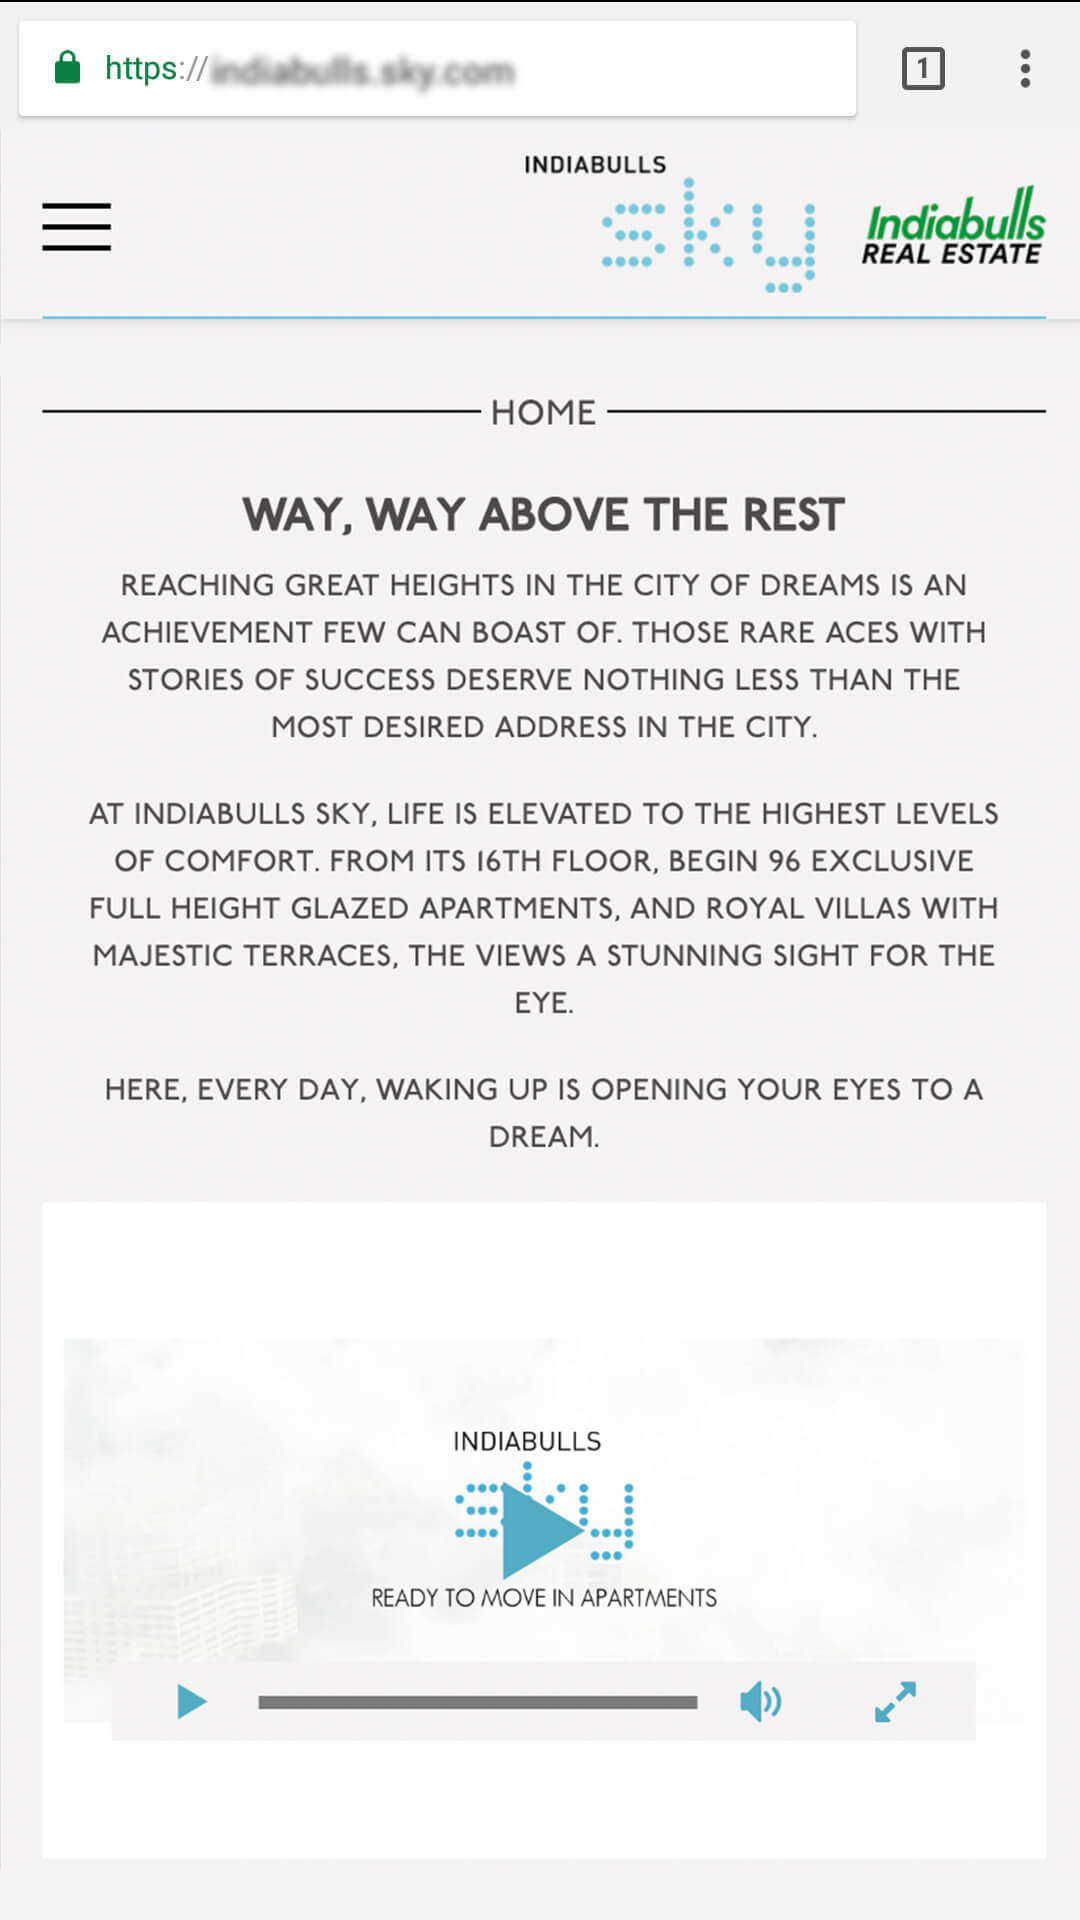 https://indiabulls.sky.com
1
INDIABULLS
sky
Indiabulls
REAL ESTATE
HOME
WAY, WAY ABOVE THE REST
REACHING GREAT HEIGHTS IN THE CITY OF DREAMS IS AN
ACHIEVEMENT FEW CAN BOAST OF. THOSE RARE ACES WITH
STORIES OF SUCCESS DESERVE NOTHING LESS THAN THE
MOST DESIRED ADDRESS IN THE CITY.
AT INDIABULLS SKY, LIFE IS ELEVATED TO THE HIGHEST LEVELS
OF COMFORT. FROM ITS 16TH FLOOR, BEGIN 96 EXCLUSIVE
FULL HEIGHT GLAZED APARTMENTS, AND ROYAL VILLAS WITH
MAJESTIC TERRACES, THE VIEWS A STUNNING SIGHT FOR THE
EYE.
HERE, EVERY DAY, WAKING UP IS OPENING YOUR EYES TO A
DREAM.
INDIABULLS
sky
READY TO MOVE IN APARTMENTS